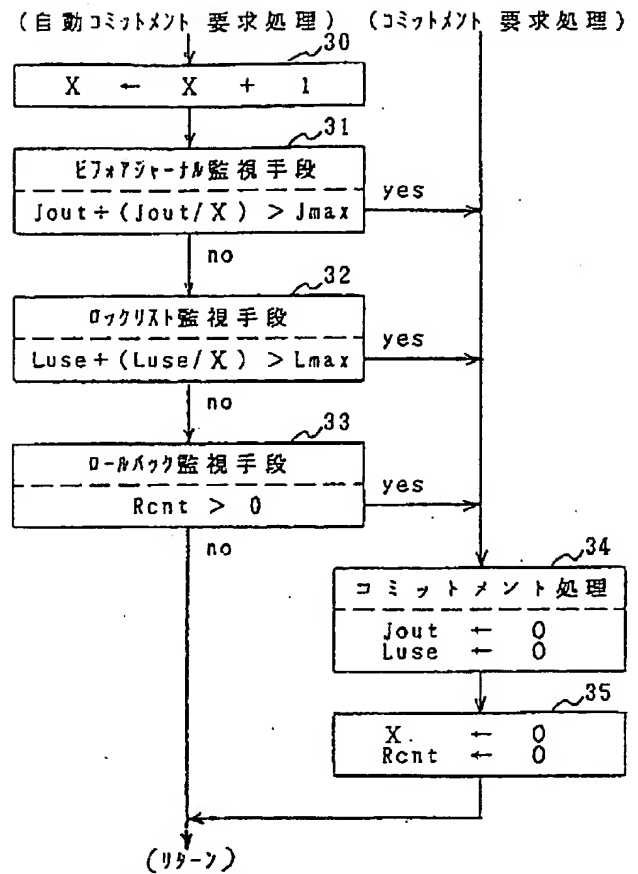 (自動コミットメント 要求処理) (コミットメント 要求処理)
30
X ← X + 1
31
ビフォアジャーナル監視手段
Jout÷(Jout/X) > Jmax
yes
no
32
ロックリスト監視手段
Luse+(Luse/X) > Lmax
yes
no
33
ロールバック監視手段
Rcnt > 0
yes
no
34
コミットメント処理
Jout ← 0
Luse ← 0
35
X ← 0
Rcnt ← 0
(リターン)